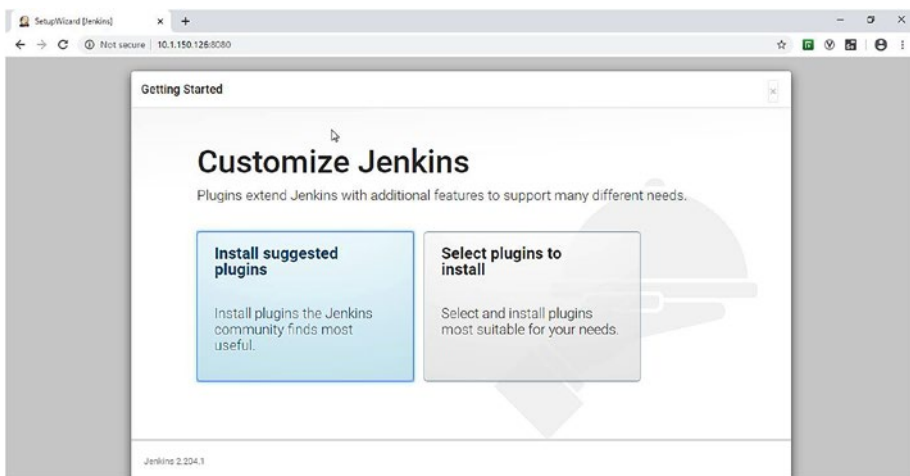 SetupWizard [Jenkins]
Not secure | 10.1.150.126:8080
Getting Started
Customize Jenkins
Plugins extend Jenkins with additional features to support many different needs.
Install suggested
plugins
Install plugins the Jenkins
community finds most
useful.
Select plugins to
install
Select and install plugins
most suitable for your needs.
Jenkins 2.204.1